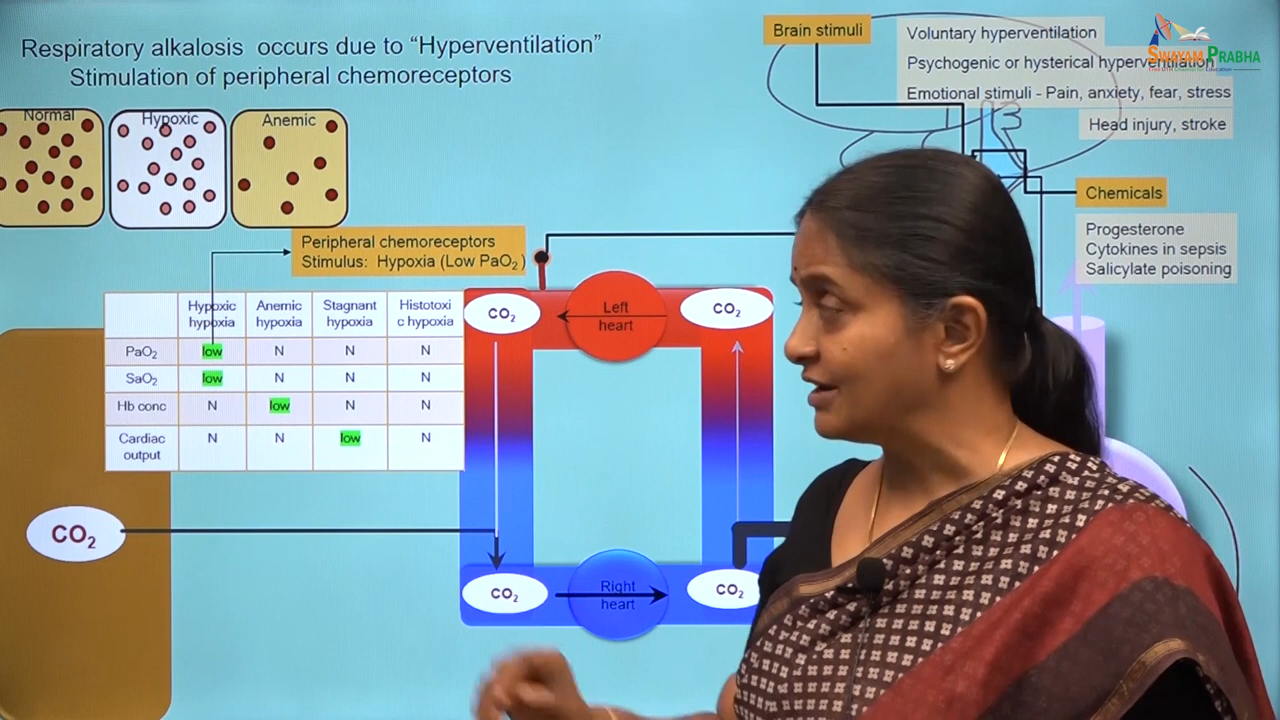 Respiratory alkalosis occurs due to “Hyperventilation”
Stimulation of peripheral chemoreceptors
Normal
Hypoxic
Anemic
Brain stimuli
Voluntary hyperventilation
Psychogenic or hysterical hyperventilation
Emotional stimuli - Pain, anxiety, fear, stress
Head injury, stroke
SWAYAM PRABHA
Chemicals
Progesterone
Cytokines in sepsis
Salicylate poisoning
Peripheral chemoreceptors
Stimulus: Hypoxia (Low PaO₂)
Hypoxic hypoxia Anemic hypoxia Stagnant hypoxia Histotoxi c hypoxia
PaO₂ low N N N
SaO₂ low N N N
Hb conc N low N N
Cardiac output N N low N
CO₂
Left
heart
CO₂
CO₂
CO₂
Right
heart
CO₂